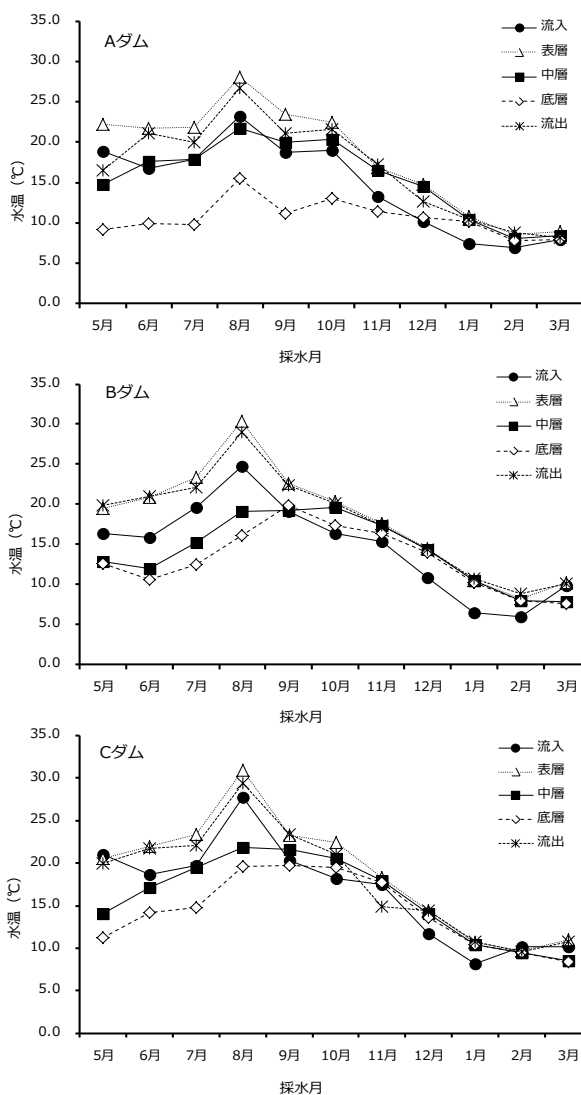 Aダム
流入
表層
中層
底層
流出
35.0
30.0
25.0
20.0
15.0
10.0
5.0
0.0
水温(℃)
5月 6月 7月 8月 9月 10月 11月 12月 1月 2月 3月
採水月
Bダム
流入
表層
中層
底層
流出
35.0
30.0
25.0
20.0
15.0
10.0
5.0
0.0
水温(℃)
5月 6月 7月 8月 9月 10月 11月 12月 1月 2月 3月
採水月
Cダム
流入
表層
中層
底層
流出
35.0
30.0
25.0
20.0
15.0
10.0
5.0
0.0
水温(℃)
5月 6月 7月 8月 9月 10月 11月 12月 1月 2月 3月
採水月